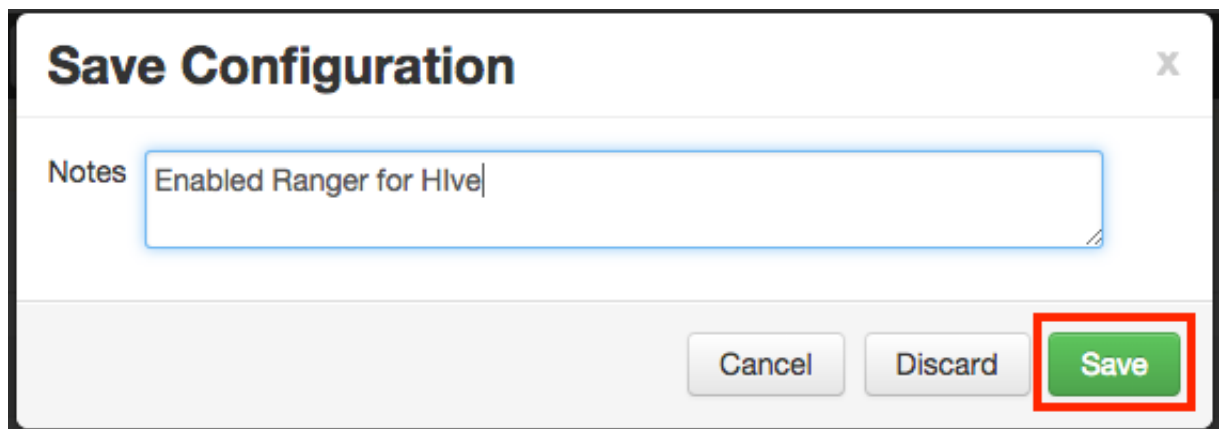 Save Configuration x
Notes Enabled Ranger for HIve
Cancel Discard Save